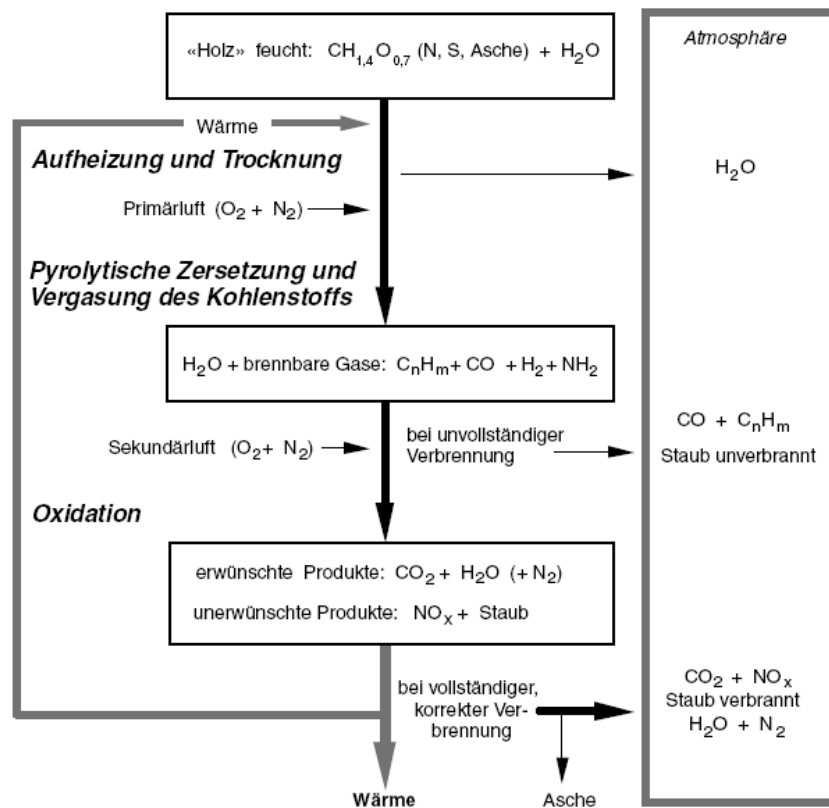 «Holz» feucht: CH1,4O0,7 (N, S, Asche) + H2O
Atmosphäre
Wärme
Aufheizung und Trocknung
H2O
Primärluft (O2 + N2)
Pyrolytische Zersetzung und
Vergasung des Kohlenstoffs
H2O + brennbare Gase: CnHm + CO + H2 + NH2
CO + CnHm
Staub unverbrannt
Sekundärluft (O2 + N2)
bei unvollständiger
Verbrennung
Oxidation
erwünschte Produkte: CO2 + H2O (+ N2)
unerwünschte Produkte: NOx + Staub
bei vollständiger,
korrekter Ver-
brennung
CO2 + NOx
Staub verbrannt
H2O + N2
Wärme
Asche